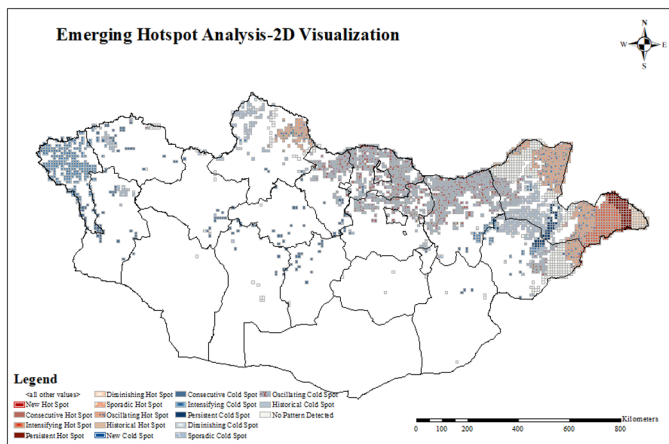 Emerging Hotspot Analysis-2D Visualization
N
W E
S
Legend
<all other values> Diminishing Hot Spot Consecutive Cold Spot Oscillating Cold Spot
New Hot Spot Sporadic Hot Spot Intensifying Cold Spot Historical Cold Spot
Consecutive Hot Spot Oscillating Hot Spot Persistent Cold Spot No Pattern Detected
Intensifying Hot Spot Historical Hot Spot Diminishing Cold Spot
Persistent Hot Spot New Cold Spot Sporadic Cold Spot
Kilometers
0 100 200 400 600 800